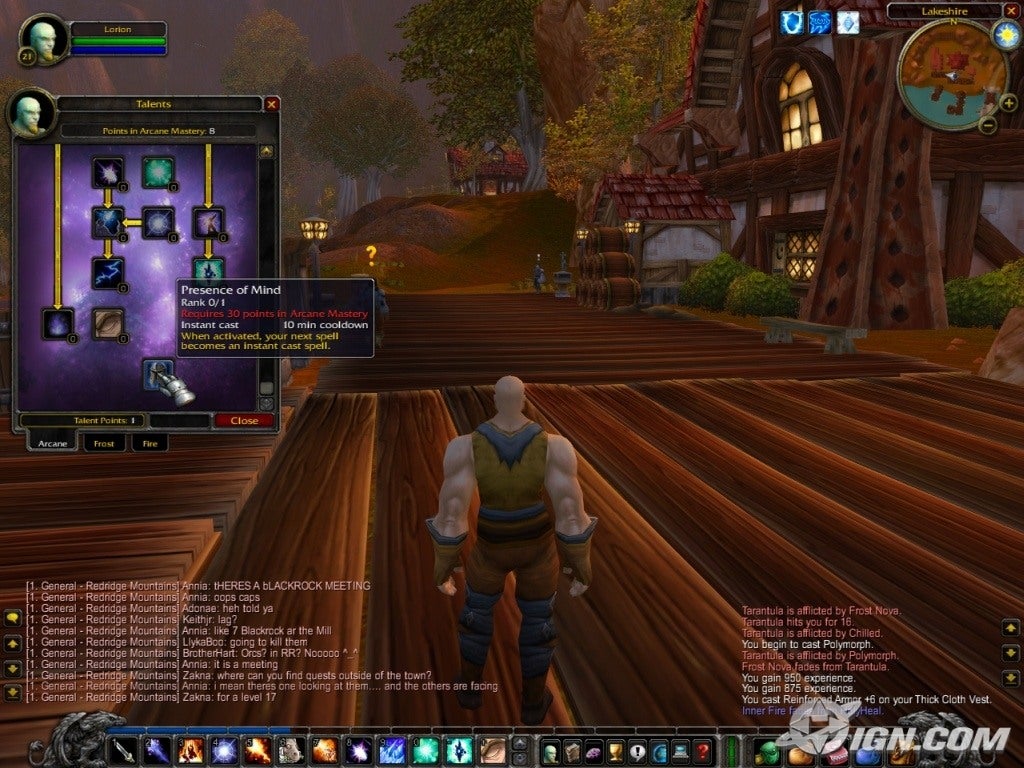 Lorion
21
Lakeshire
N
Talents
Points in Arcane Mastery: 8
0 0
0 0 0
0
Presence of Mind
Rank 0/1
Requires 30 points in Arcane Mastery
Instant cast 10 min cooldown
When activated, your next spell
becomes an instant cast spell.
0 0
Talent Points: 1 Close
Arcane Frost Fire
[1. General - Redridge Mountains] Annia: tHERES A bLACKROCK MEETING
[1. General - Redridge Mountains] Annia: oops caps
[1. General - Redridge Mountains] Adonae: heh told ya
[1. General - Redridge Mountains] Keithjr: lag?
[1. General - Redridge Mountains] Annia: like 7 Blackrock ar the Mill
[1. General - Redridge Mountains] LlykaBoo: going to kill them
[1. General - Redridge Mountains] BrotherHart: Orcs? in RR? Nooooo ^_^
[1. General - Redridge Mountains] Annia: it is a meeting
[1. General - Redridge Mountains] Zakna: where can you find quests outside of the town?
[1. General - Redridge Mountains] Annia: i mean theres one looking at them.... and the others are facing
[1. General - Redridge Mountains] Zakna: for a level 17
Tarantula is afflicted by Frost Nova.
Tarantula hits you for 16.
Tarantula is afflicted by Chilled.
You begin to cast Polymorph.
Tarantula is afflicted by Polymorph.
Frost Nova fades from Tarantula.
You gain 950 experience.
You gain 875 experience.
You cast Reinforced Armor +6 on your Thick Cloth Vest.
Inner Fire
IGN.COM